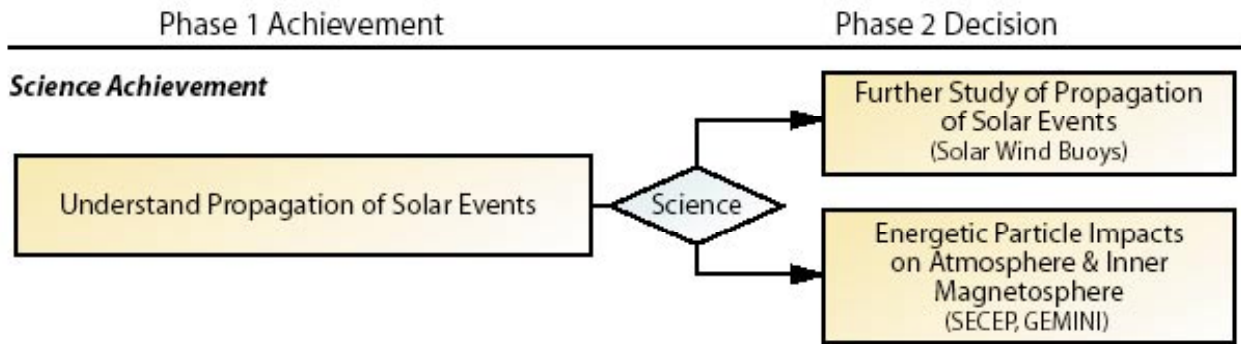 Phase 1 Achievement
Phase 2 Decision
Science Achievement
Understand Propagation of Solar Events
Science
Further Study of Propagation
of Solar Events
(Solar Wind Buoys)
Energetic Particle Impacts
on Atmosphere & Inner
Magnetosphere
(SECEP, GEMINI)